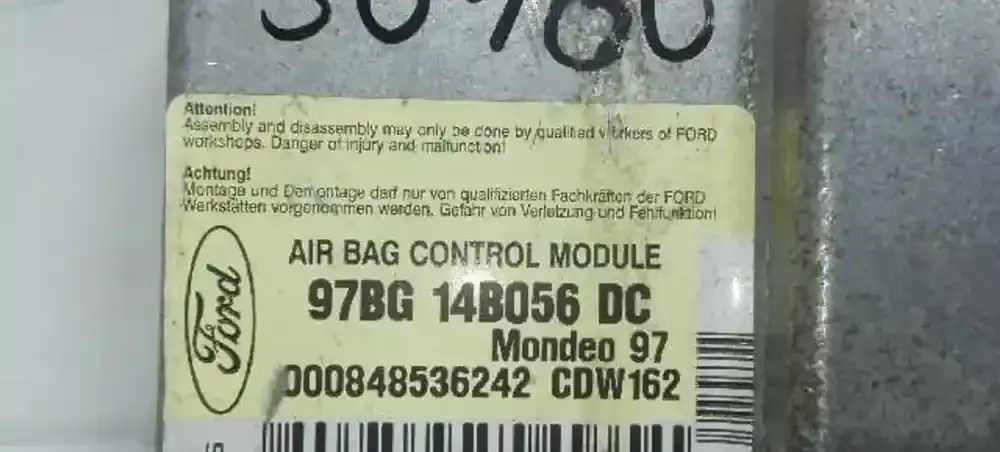 Attention!
Assembly and disassembly may only be done by qualified workers of FORD
workshops. Danger of injury and malfunction!
Achtung!
Montage und Demontage darf nur von qualifizierten Fachkräften der FORD
Werkstätten vorgenommen werden. Gefahr von Verletzung und Fehlfunktion!
AIR BAG CONTROL MODULE
Ford
97BG 14B056 DC
Mondeo 97
000848536242 CDW162